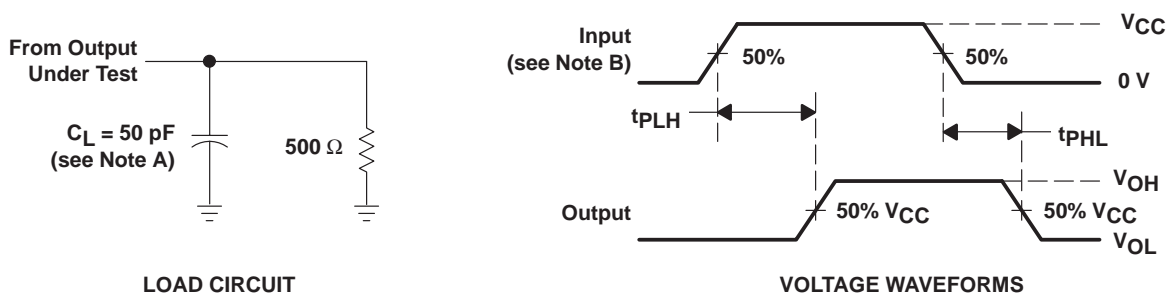 From Output
Under Test
C_L = 50 pF
(see Note A)
500 Ω
LOAD CIRCUIT
Input
(see Note B)
50%
50%
V_CC
0 V
t_PLH
t_PHL
Output
50% V_CC
50% V_CC
V_OH
V_OL
VOLTAGE WAVEFORMS